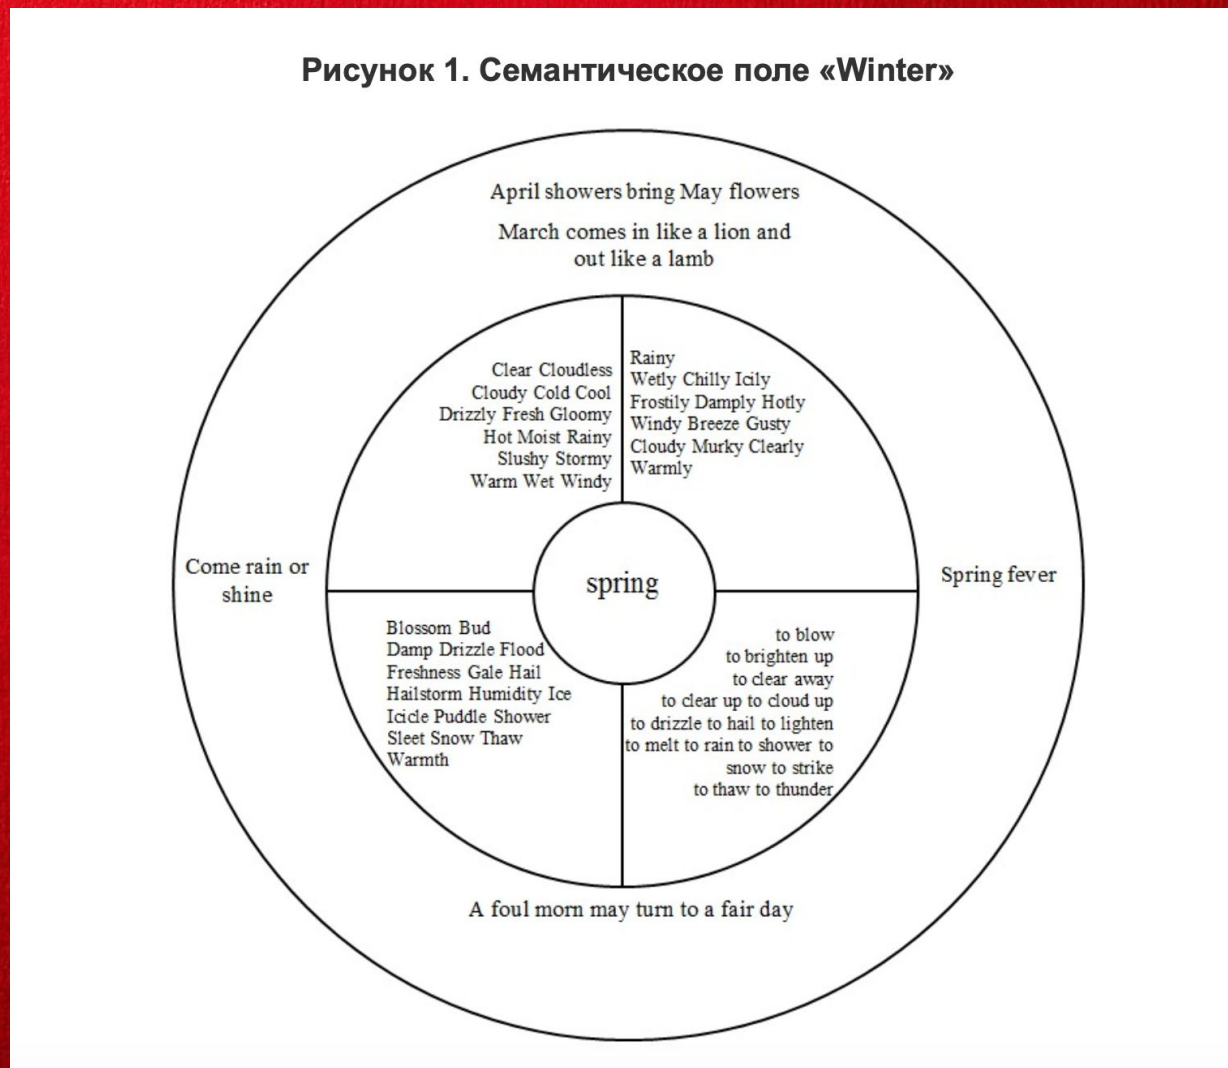 Рисунок 1. Семантическое поле «Winter»
April showers bring May flowers
March comes in like a lion and
out like a lamb
Clear Cloudless
Cloudy Cold Cool
Drizzly Fresh Gloomy
Hot Moist Rainy
Slushy Stormy
Warm Wet Windy
Rainy
Wetly Chilly Icily
Frostily Damply Hotly
Windy Breeze Gusty
Cloudy Murky Clearly
Warmly
Come rain or
shine
spring
Spring fever
Blossom Bud
Damp Drizzle Flood
Freshness Gale Hail
Hailstorm Humidity Ice
Icicle Puddle Shower
Sleet Snow Thaw
Warmth
to blow
to brighten up
to clear away
to clear up to cloud up
to drizzle to hail to lighten
to melt to rain to shower to
snow to strike
to thaw to thunder
A foul morn may turn to a fair day